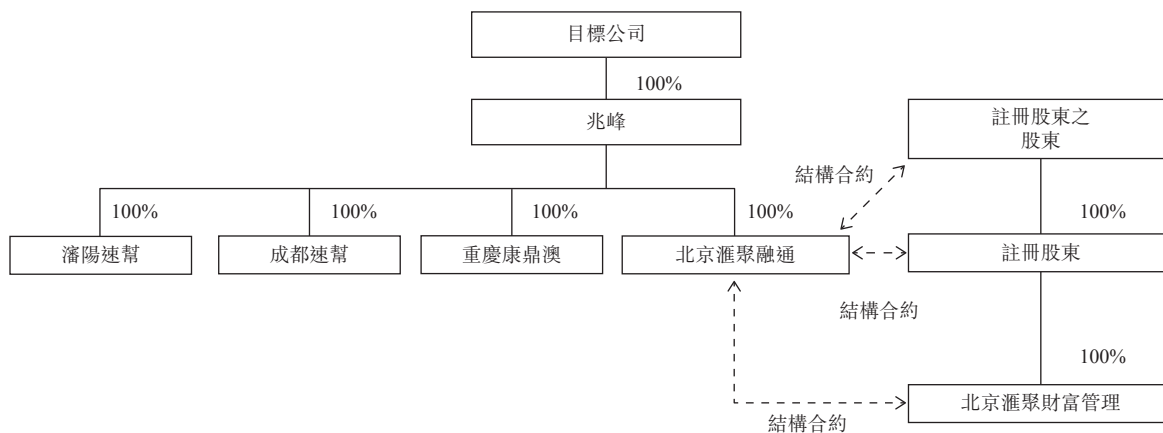 目標公司
100%
兆峰
註冊股東之
股東
結構合約
100%
100%
100%
100%
100%
瀋陽速幫
成都速幫
重慶康鼎澳
北京滙聚融通
註冊股東
結構合約
100%
北京滙聚財富管理
結構合約